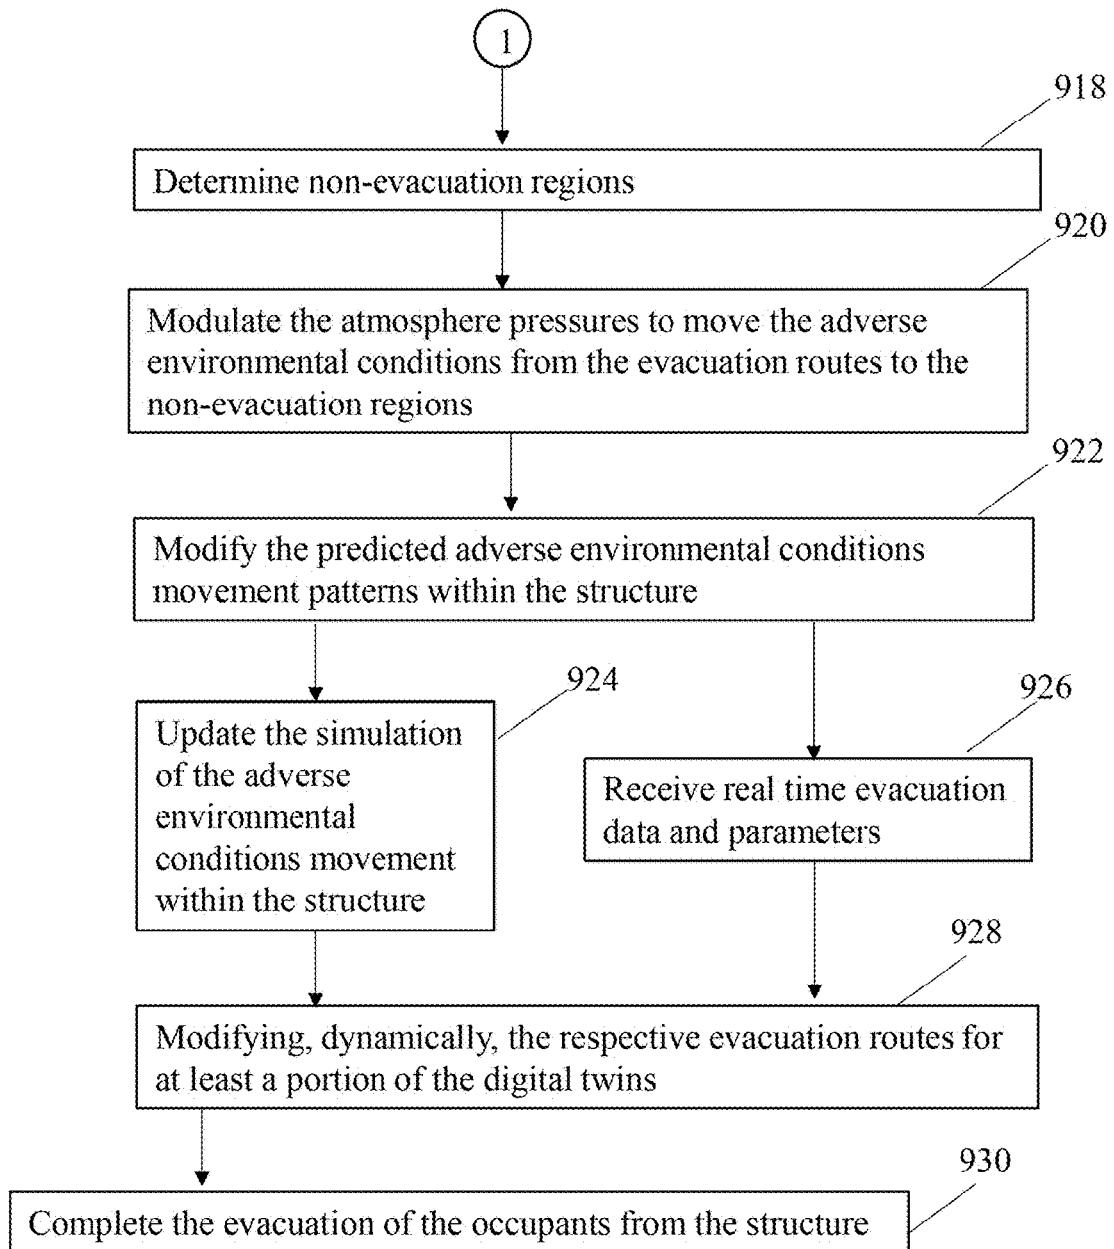 1
918
Determine non-evacuation regions
920
Modulate the atmosphere pressures to move the adverse
environmental conditions from the evacuation routes to the
non-evacuation regions
922
Modify the predicted adverse environmental conditions
movement patterns within the structure
924
Update the simulation
of the adverse
environmental
conditions movement
within the structure
926
Receive real time evacuation
data and parameters
928
Modifying, dynamically, the respective evacuation routes for
at least a portion of the digital twins
930
Complete the evacuation of the occupants from the structure